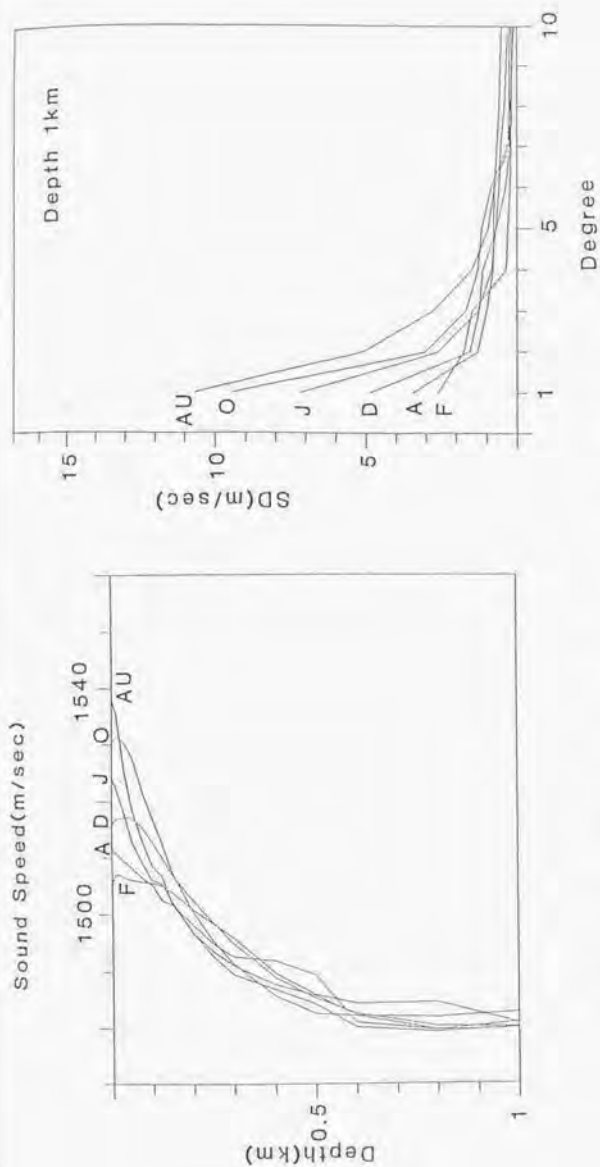 Sound Speed(m/sec)
1500
1540
F
A
D
J
O
AU
Depth(km)
0.5
1
Depth 1km
SD(m/sec)
15
10
5
AU
O
J
D
A
F
1
5
10
Degree